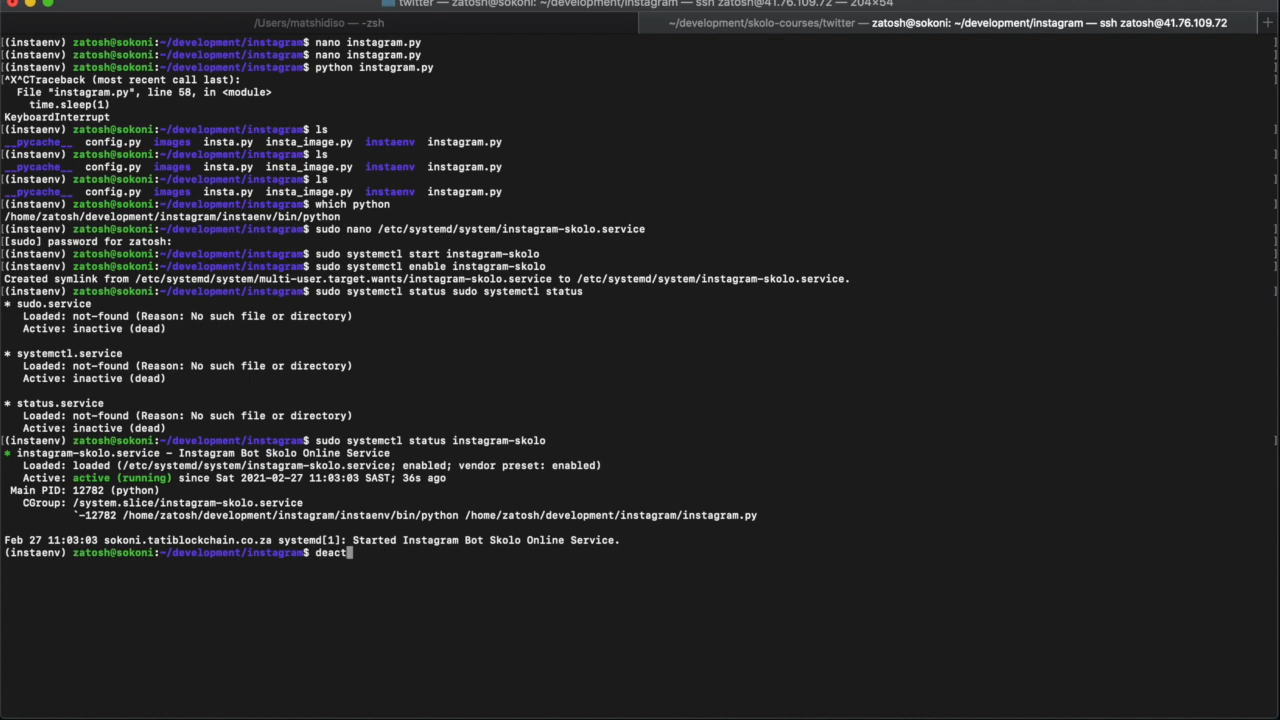 twitter — zatosh@sokoni: ~/development/instagram — ssh zatosh@41.76.109.72 — 204×54
/Users/matshidiso — -zsh
~/development/skolo-courses/twitter — zatosh@sokoni: ~/development/instagram — ssh zatosh@41.76.109.72 +
[(instaenv) zatosh@sokoni:~/development/instagram$ nano instagram.py ]
[(instaenv) zatosh@sokoni:~/development/instagram$ nano instagram.py ]
[(instaenv) zatosh@sokoni:~/development/instagram$ python instagram.py ]
[^X^CTraceback (most recent call last): ]
File "instagram.py", line 58, in <module>
time.sleep(1)
KeyboardInterrupt
[(instaenv) zatosh@sokoni:~/development/instagram$ ls ]
__pycache__ config.py images insta.py insta_image.py instaenv instagram.py
[(instaenv) zatosh@sokoni:~/development/instagram$ ls ]
__pycache__ config.py images insta.py insta_image.py instaenv instagram.py
[(instaenv) zatosh@sokoni:~/development/instagram$ ls ]
__pycache__ config.py images insta.py insta_image.py instaenv instagram.py
[(instaenv) zatosh@sokoni:~/development/instagram$ which python ]
/home/zatosh/development/instagram/instaenv/bin/python
[(instaenv) zatosh@sokoni:~/development/instagram$ sudo nano /etc/systemd/system/instagram-skolo.service ]
[[sudo] password for zatosh: ]
[(instaenv) zatosh@sokoni:~/development/instagram$ sudo systemctl start instagram-skolo ]
[(instaenv) zatosh@sokoni:~/development/instagram$ sudo systemctl enable instagram-skolo ]
Created symlink from /etc/systemd/system/multi-user.target.wants/instagram-skolo.service to /etc/systemd/system/instagram-skolo.service.
[(instaenv) zatosh@sokoni:~/development/instagram$ sudo systemctl status sudo systemctl status ]
* sudo.service
Loaded: not-found (Reason: No such file or directory)
Active: inactive (dead)
* systemctl.service
Loaded: not-found (Reason: No such file or directory)
Active: inactive (dead)
* status.service
Loaded: not-found (Reason: No such file or directory)
Active: inactive (dead)
[(instaenv) zatosh@sokoni:~/development/instagram$ sudo systemctl status instagram-skolo ]
* instagram-skolo.service - Instagram Bot Skolo Online Service
Loaded: loaded (/etc/systemd/system/instagram-skolo.service; enabled; vendor preset: enabled)
Active: active (running) since Sat 2021-02-27 11:03:03 SAST; 36s ago
Main PID: 12782 (python)
CGroup: /system.slice/instagram-skolo.service
`-12782 /home/zatosh/development/instagram/instaenv/bin/python /home/zatosh/development/instagram/instagram.py
Feb 27 11:03:03 sokoni.tatiblockchain.co.za systemd[1]: Started Instagram Bot Skolo Online Service.
(instaenv) zatosh@sokoni:~/development/instagram$ deact